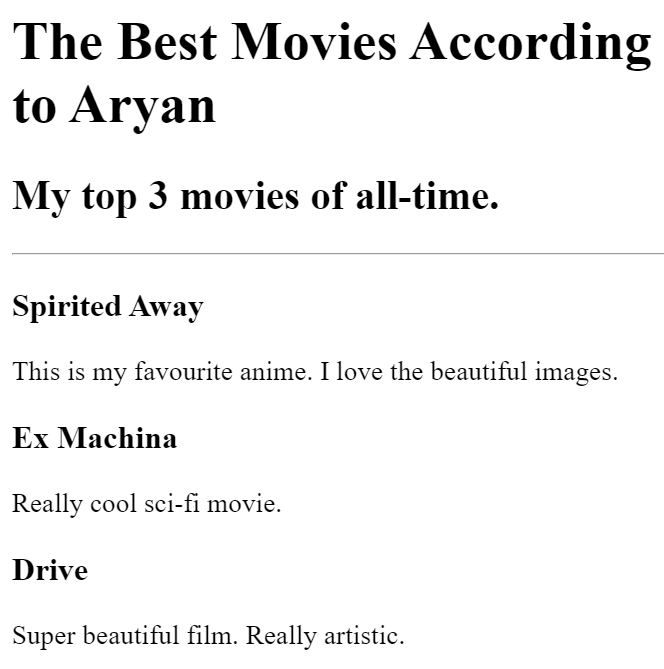 The Best Movies According
to Aryan
My top 3 movies of all-time.
Spirited Away
This is my favourite anime. I love the beautiful images.
Ex Machina
Really cool sci-fi movie.
Drive
Super beautiful film. Really artistic.